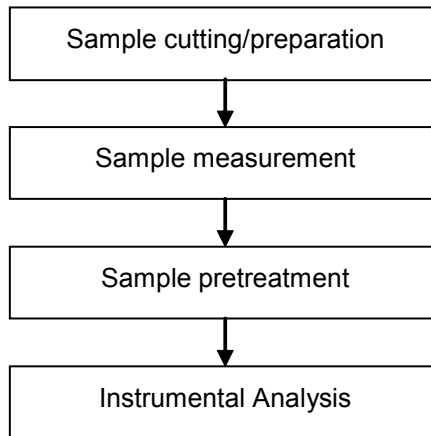 Sample cutting/preparation
Sample measurement
Sample pretreatment
Instrumental Analysis